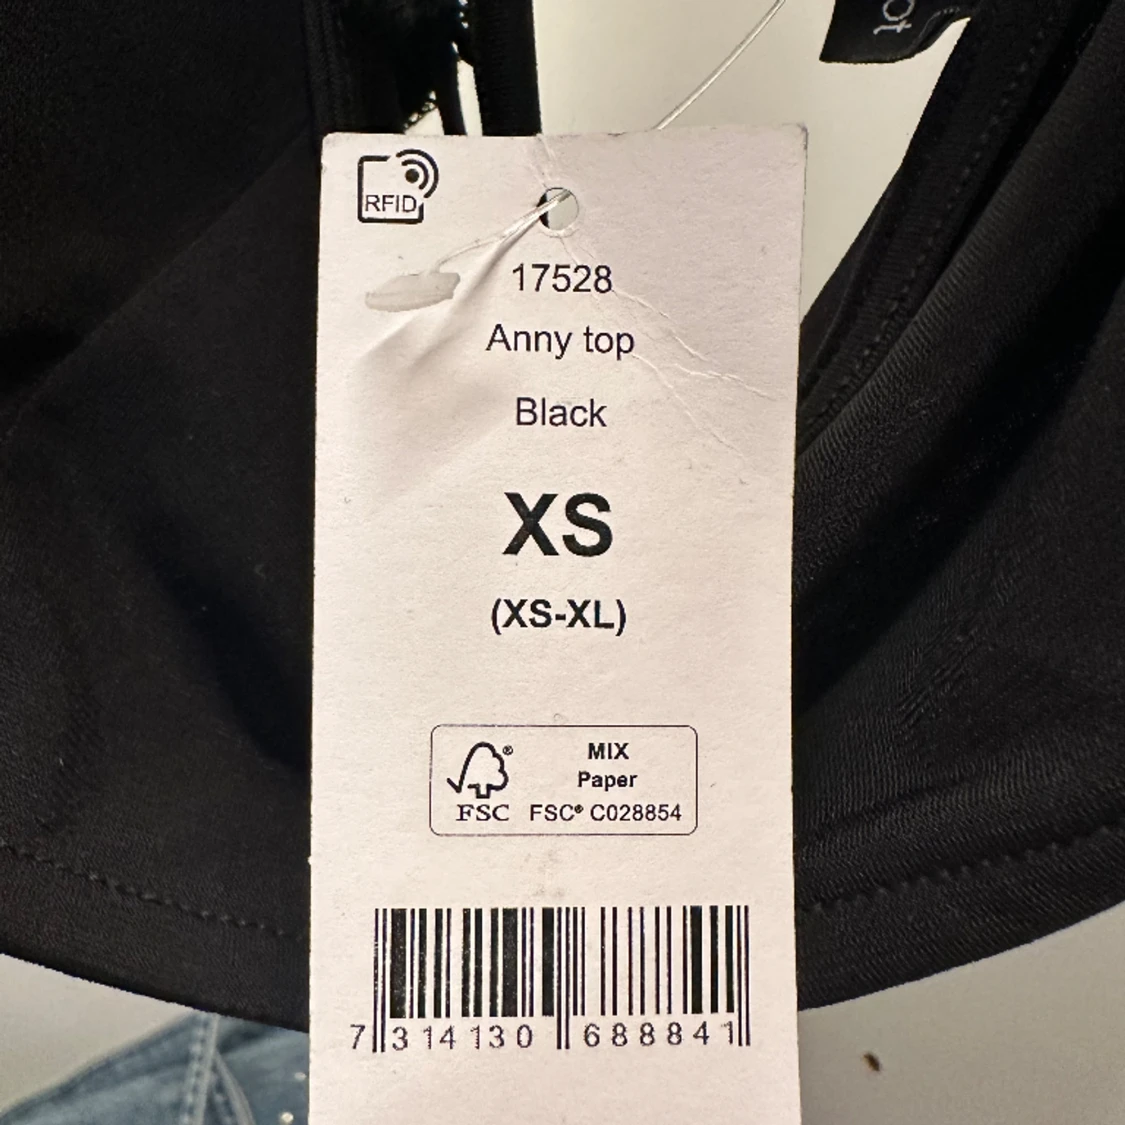 RFID
17528
Anny top
Black
XS
(XS-XL)
MIX
Paper
FSC® C028854
® FSC
7 314130 688841